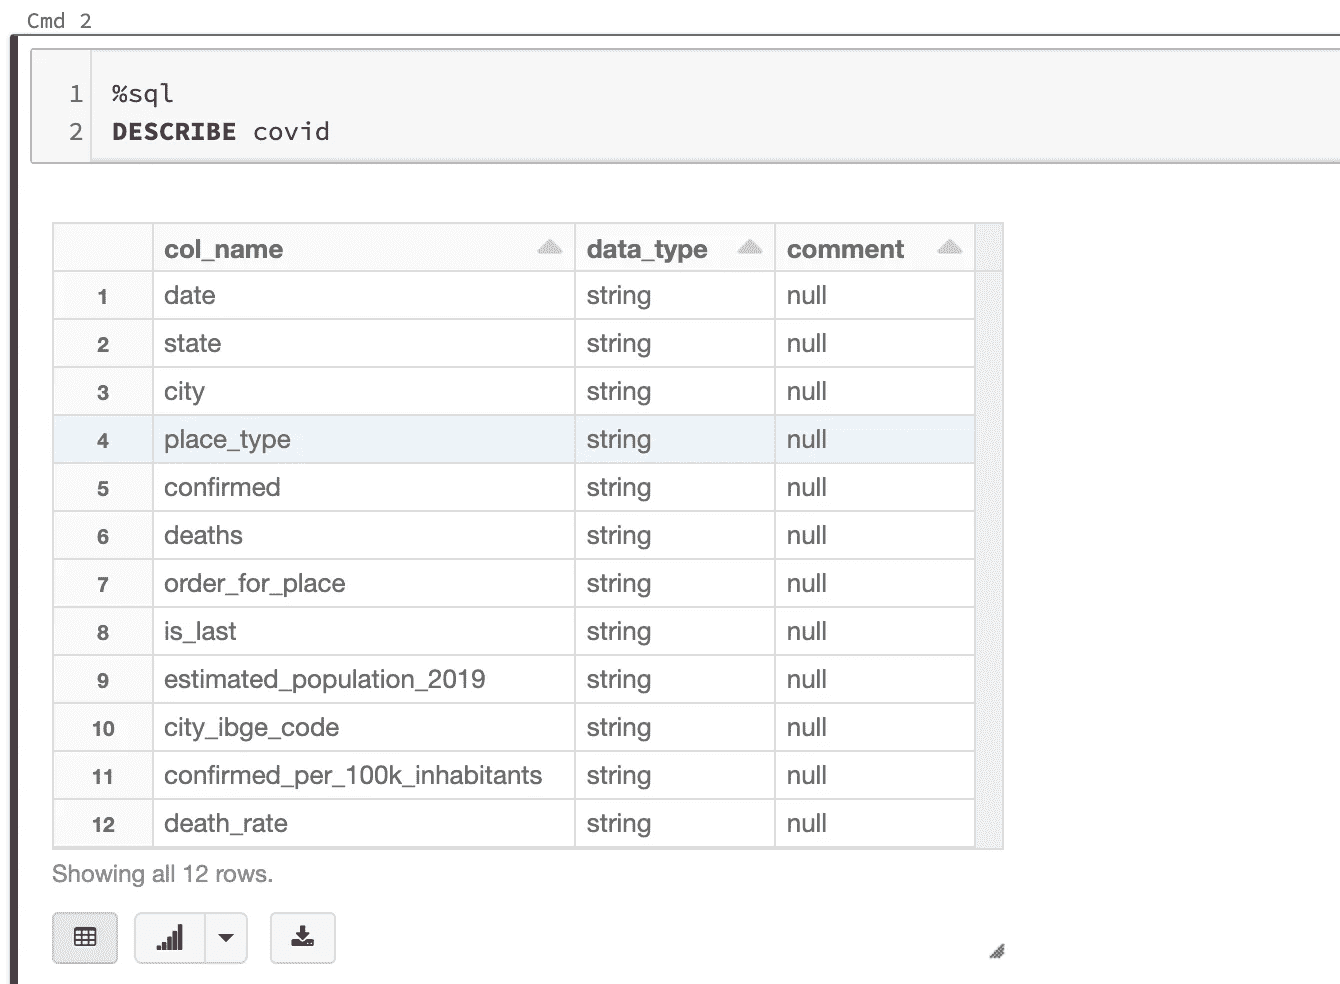 Cmd 2
1 %sql
2 DESCRIBE covid
col_name data_type comment
1 date string null
2 state string null
3 city string null
4 place_type string null
5 confirmed string null
6 deaths string null
7 order_for_place string null
8 is_last string null
9 estimated_population_2019 string null
10 city_ibge_code string null
11 confirmed_per_100k_inhabitants string null
12 death_rate string null
Showing all 12 rows.